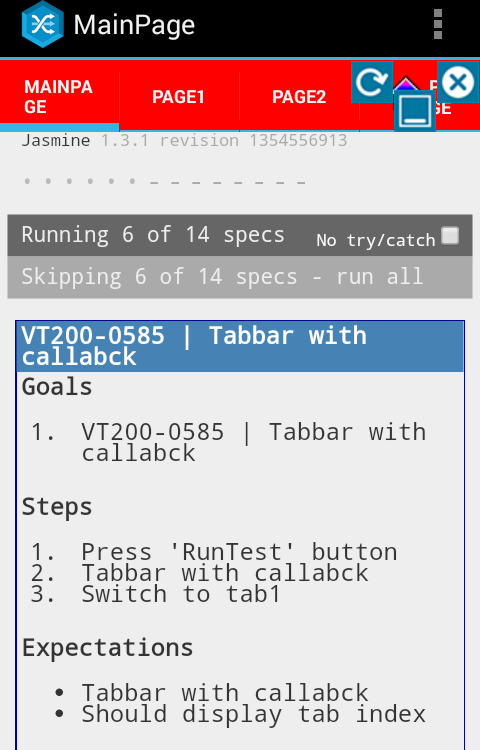 MainPage
MAINPA
GE
PAGE1
PAGE2
GE
Jasmine 1.3.1 revision 1354556913
Running 6 of 14 specs
No try/catch
Skipping 6 of 14 specs - run all
VT200-0585 | Tabbar with
callabck
Goals
1. VT200-0585 | Tabbar with
callabck
Steps
1. Press 'RunTest' button
2. Tabbar with callabck
3. Switch to tab1
Expectations
• Tabbar with callabck
• Should display tab index